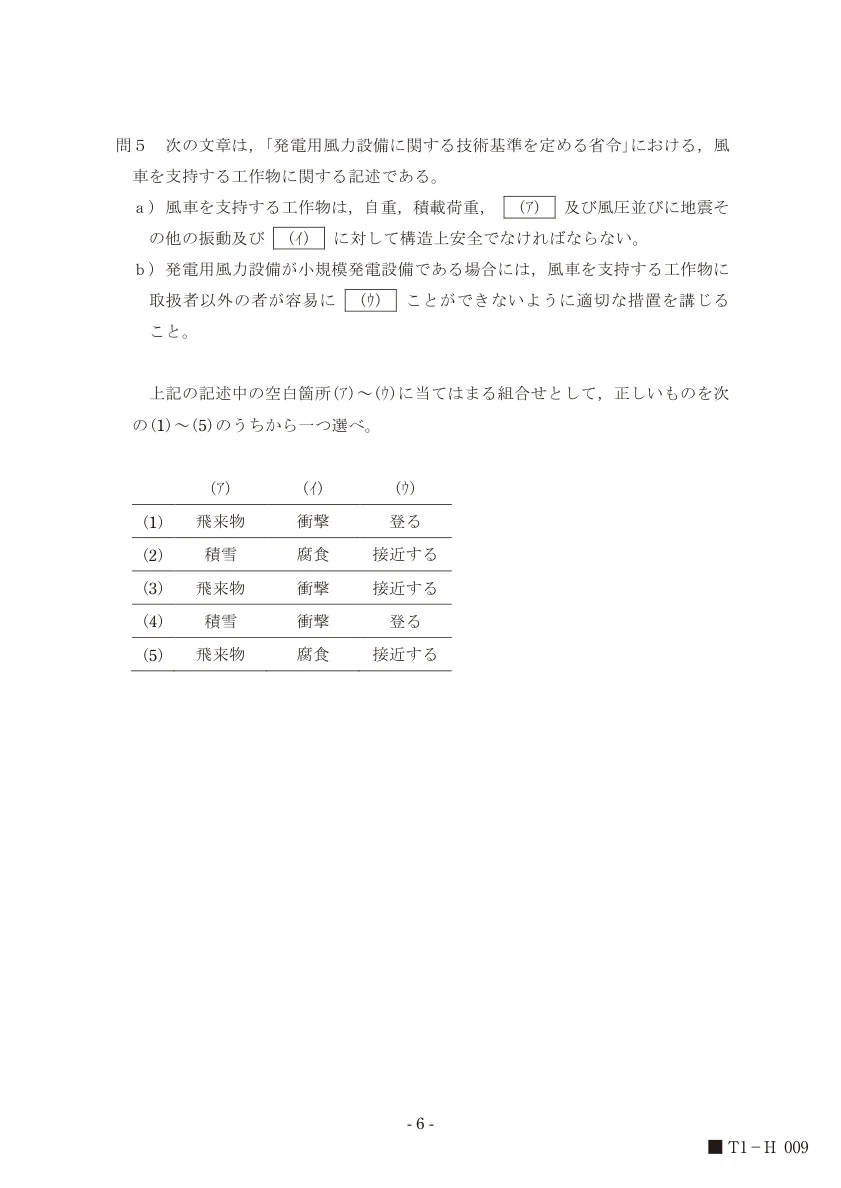 問５　次の文章は，「発電用風力設備に関する技術基準を定める省令」における，風
車を支持する工作物に関する記述である。
ａ）風車を支持する工作物は，自重，積載荷重，　(ｱ)　及び風圧並びに地震そ
の他の振動及び　(ｲ)　に対して構造上安全でなければならない。
ｂ）発電用風力設備が小規模発電設備である場合には，風車を支持する工作物に
取扱者以外の者が容易に　(ｳ)　ことができないように適切な措置を講じる
こと。
上記の記述中の空白箇所(ｱ)～(ｳ)に当てはまる組合せとして，正しいものを次
の(1)～(5)のうちから一つ選べ。
(ｱ)　(ｲ)　(ｳ)
(1)　飛来物　衝撃　登る
(2)　積雪　腐食　接近する
(3)　飛来物　衝撃　接近する
(4)　積雪　衝撃　登る
(5)　飛来物　腐食　接近する
- 6 -
■ T1－H 009